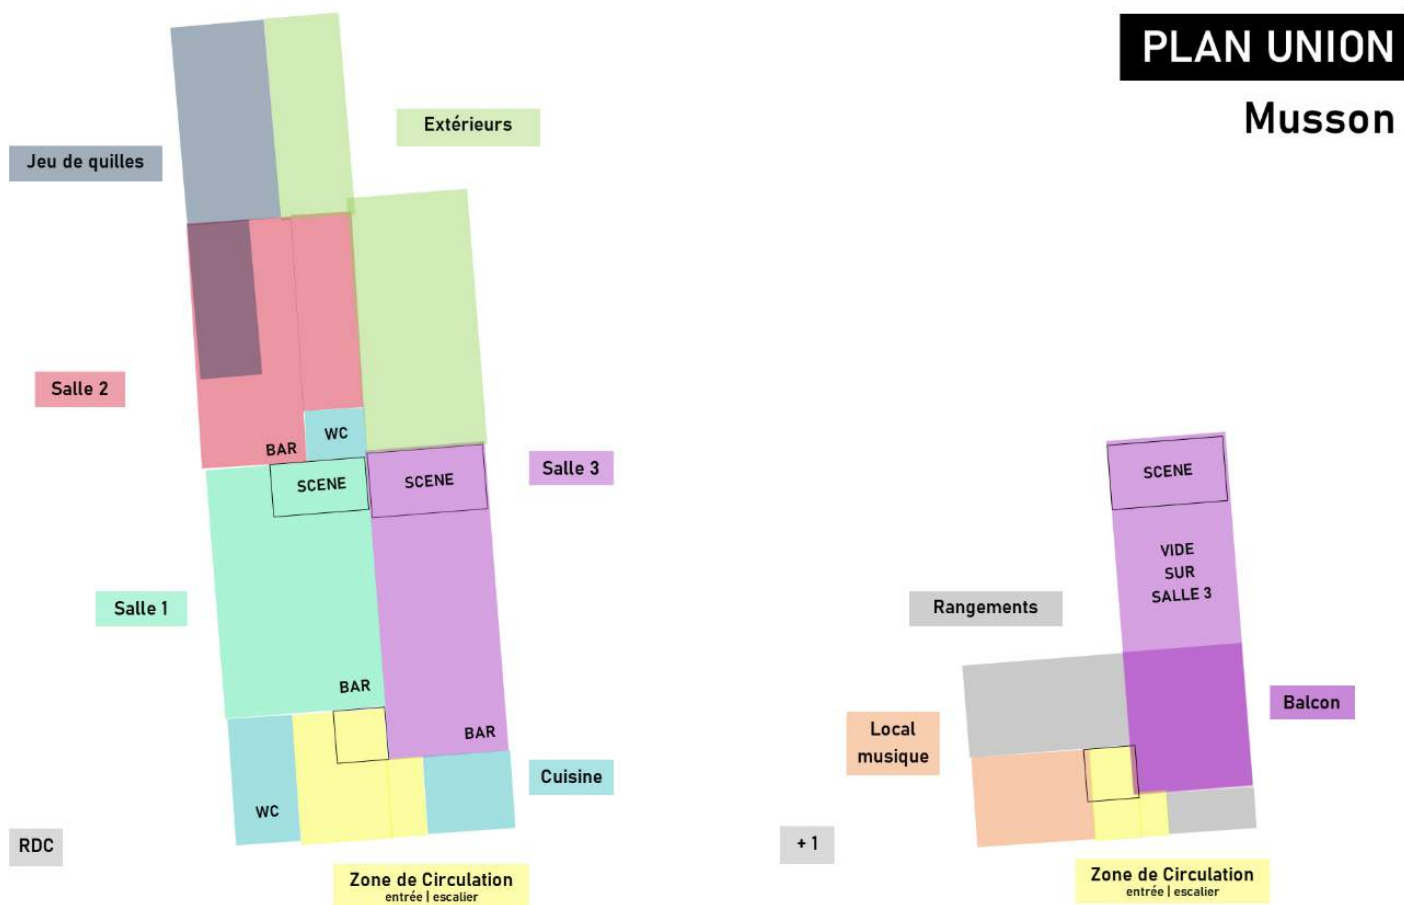 PLAN UNION
Musson
Extérieurs
Jeu de quilles
Salle 2
BAR
WC
SCENE
SCENE
Salle 3
Salle 1
BAR
BAR
WC
Cuisine
RDC
Zone de Circulation
entrée | escalier
SCENE
VIDE
SUR
SALLE 3
Rangements
Balcon
Local
musique
+ 1
Zone de Circulation
entrée | escalier